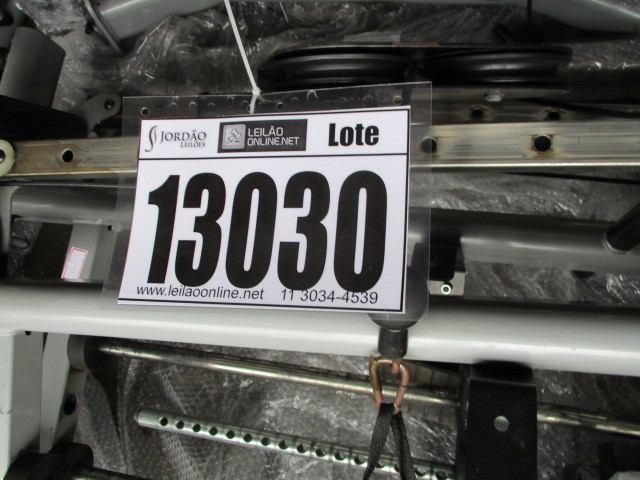 JORDÃO LEILÕES
LEILÃO ONLINE.NET
Lote
13030
www.leilaoonline.net 11 3034-4539